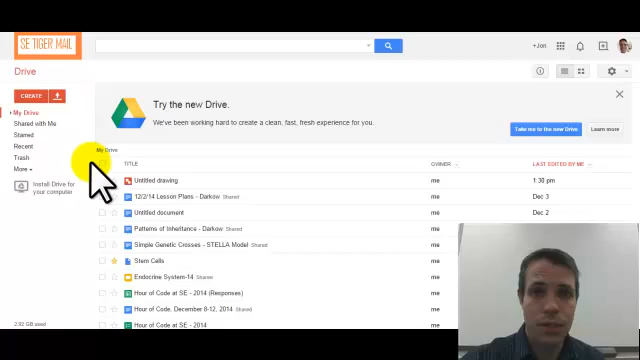 SE TIGER MAIL
+Jon
Drive
CREATE
Try the new Drive.
We've been working hard to create a clean, fast, fresh experience for you.
Take me to the new Drive
Learn more
My Drive
Shared with Me
Starred
Recent
Trash
More
Install Drive for
your computer
2.92 GB used
My Drive
TITLE OWNER LAST EDITED BY ME
Untitled drawing me 1:30 pm
12/2/14 Lesson Plans - Darkow Shared me Dec 3
Untitled document me Dec 2
Patterns of Inheritance - Darkow Shared me
Simple Genetic Crosses - STELLA Model Shared me
Stem Cells me
Endocrine System-14 Shared me
Hour of Code at SE - 2014 (Responses) me
Hour of Code, December 8-12, 2014 Shared me
Hour of Code at SE - 2014 me